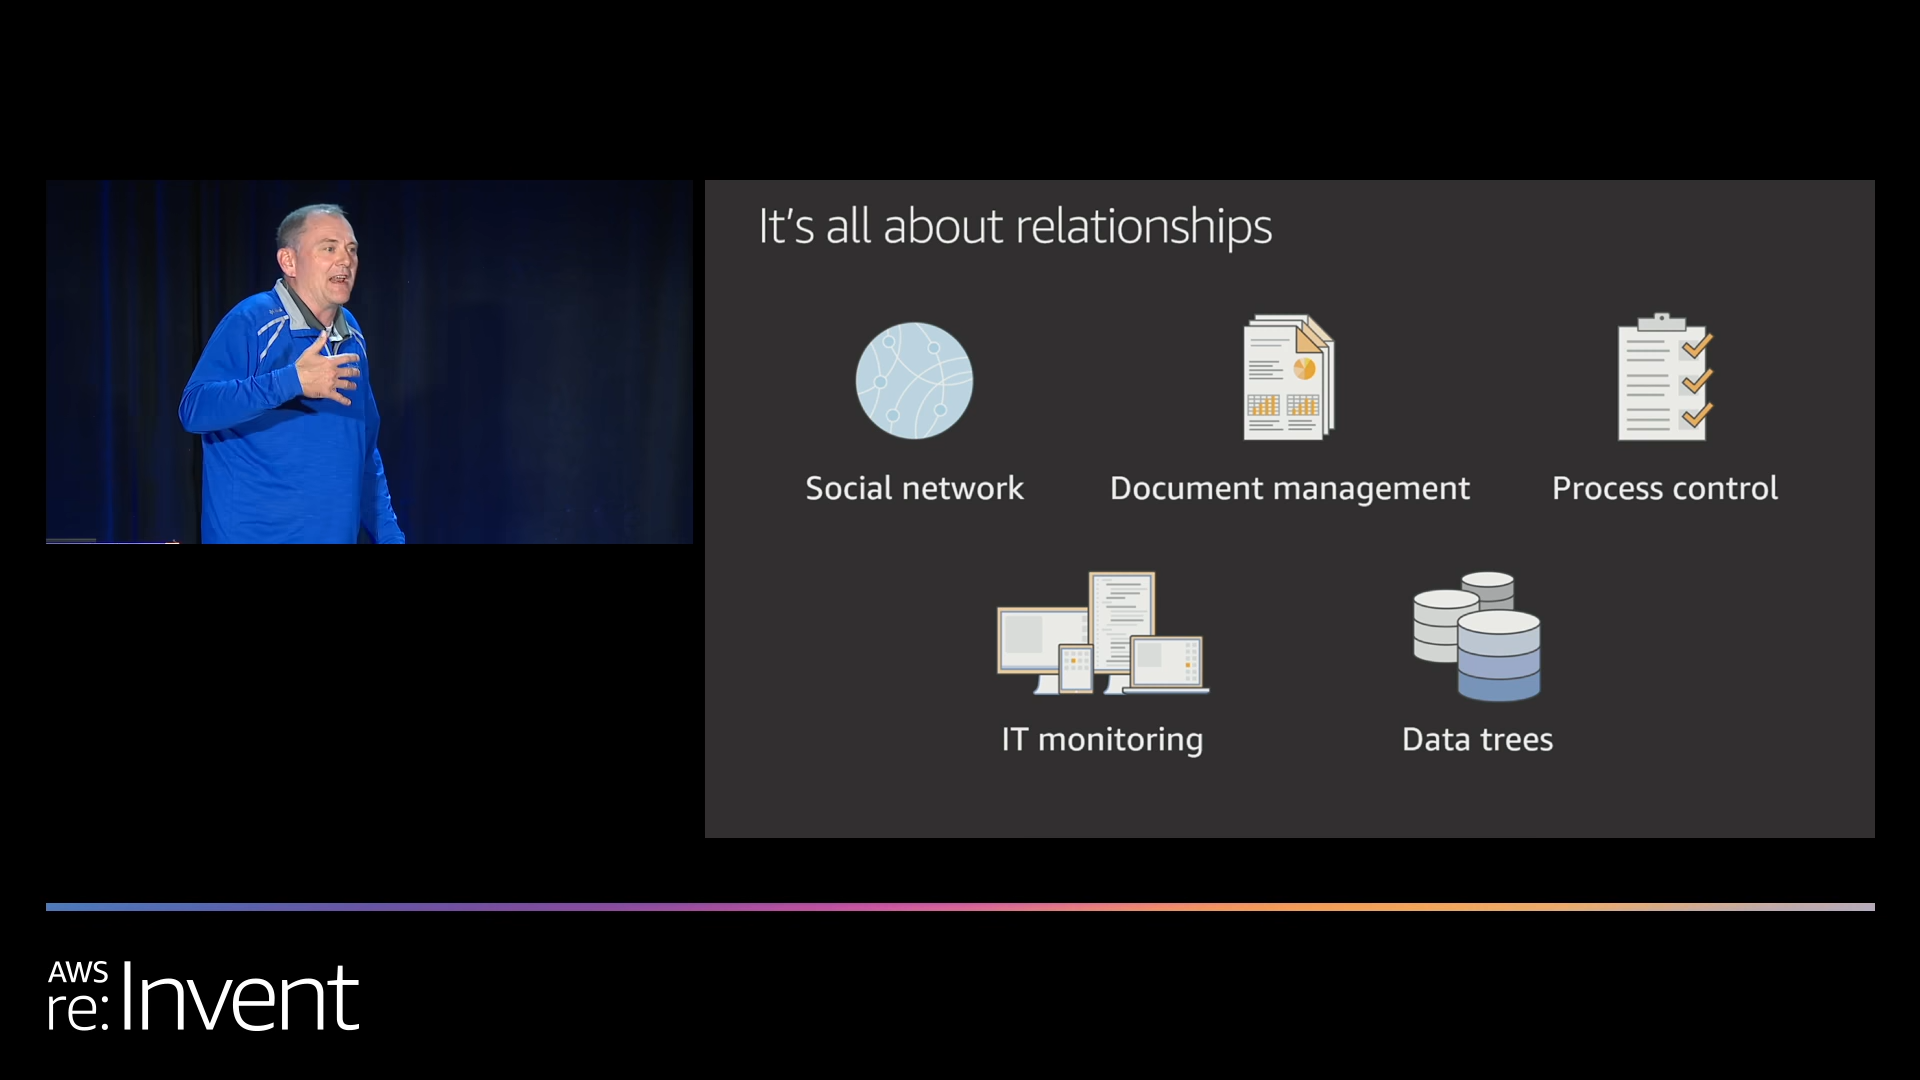 It's all about relationships
Social network
Document management
Process control
IT monitoring
Data trees
AWS
re:Invent